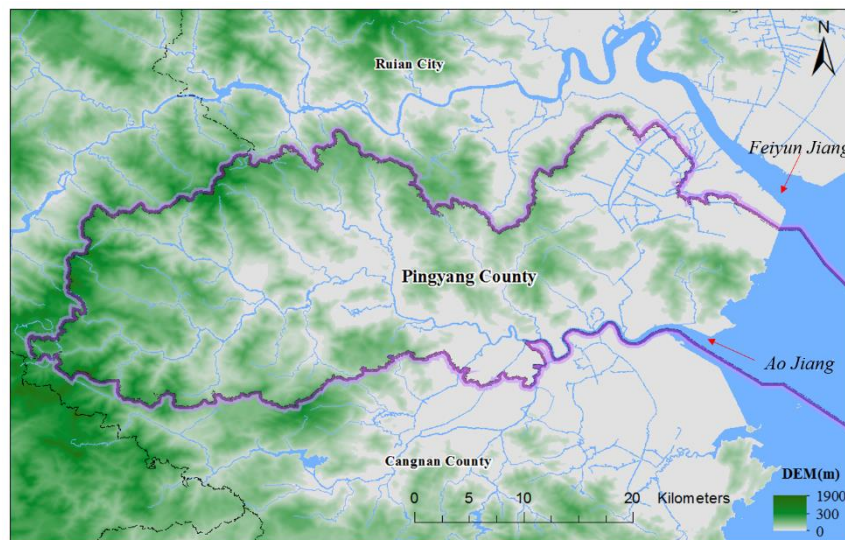 Ruian City
N
Feiyun Jiang
Pingyang County
Ao Jiang
Cangnan County
DEM(m)
1900
300
0
0 5 10 20 Kilometers